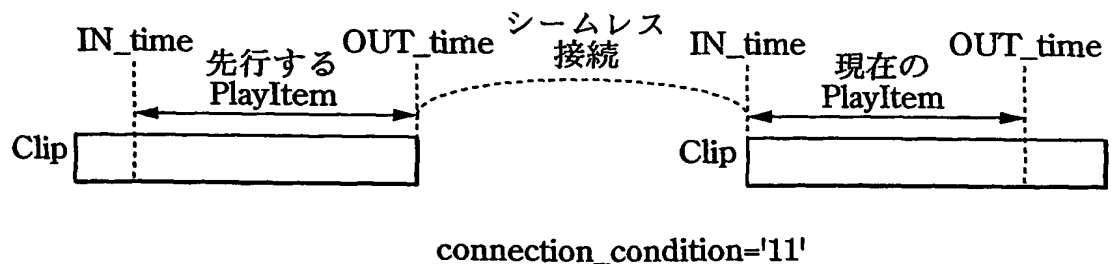 IN_time
先行する
PlayItem
OUT_time
シームレス
接続
IN_time
現在の
PlayItem
OUT_time
Clip
Clip
connection_condition='11'